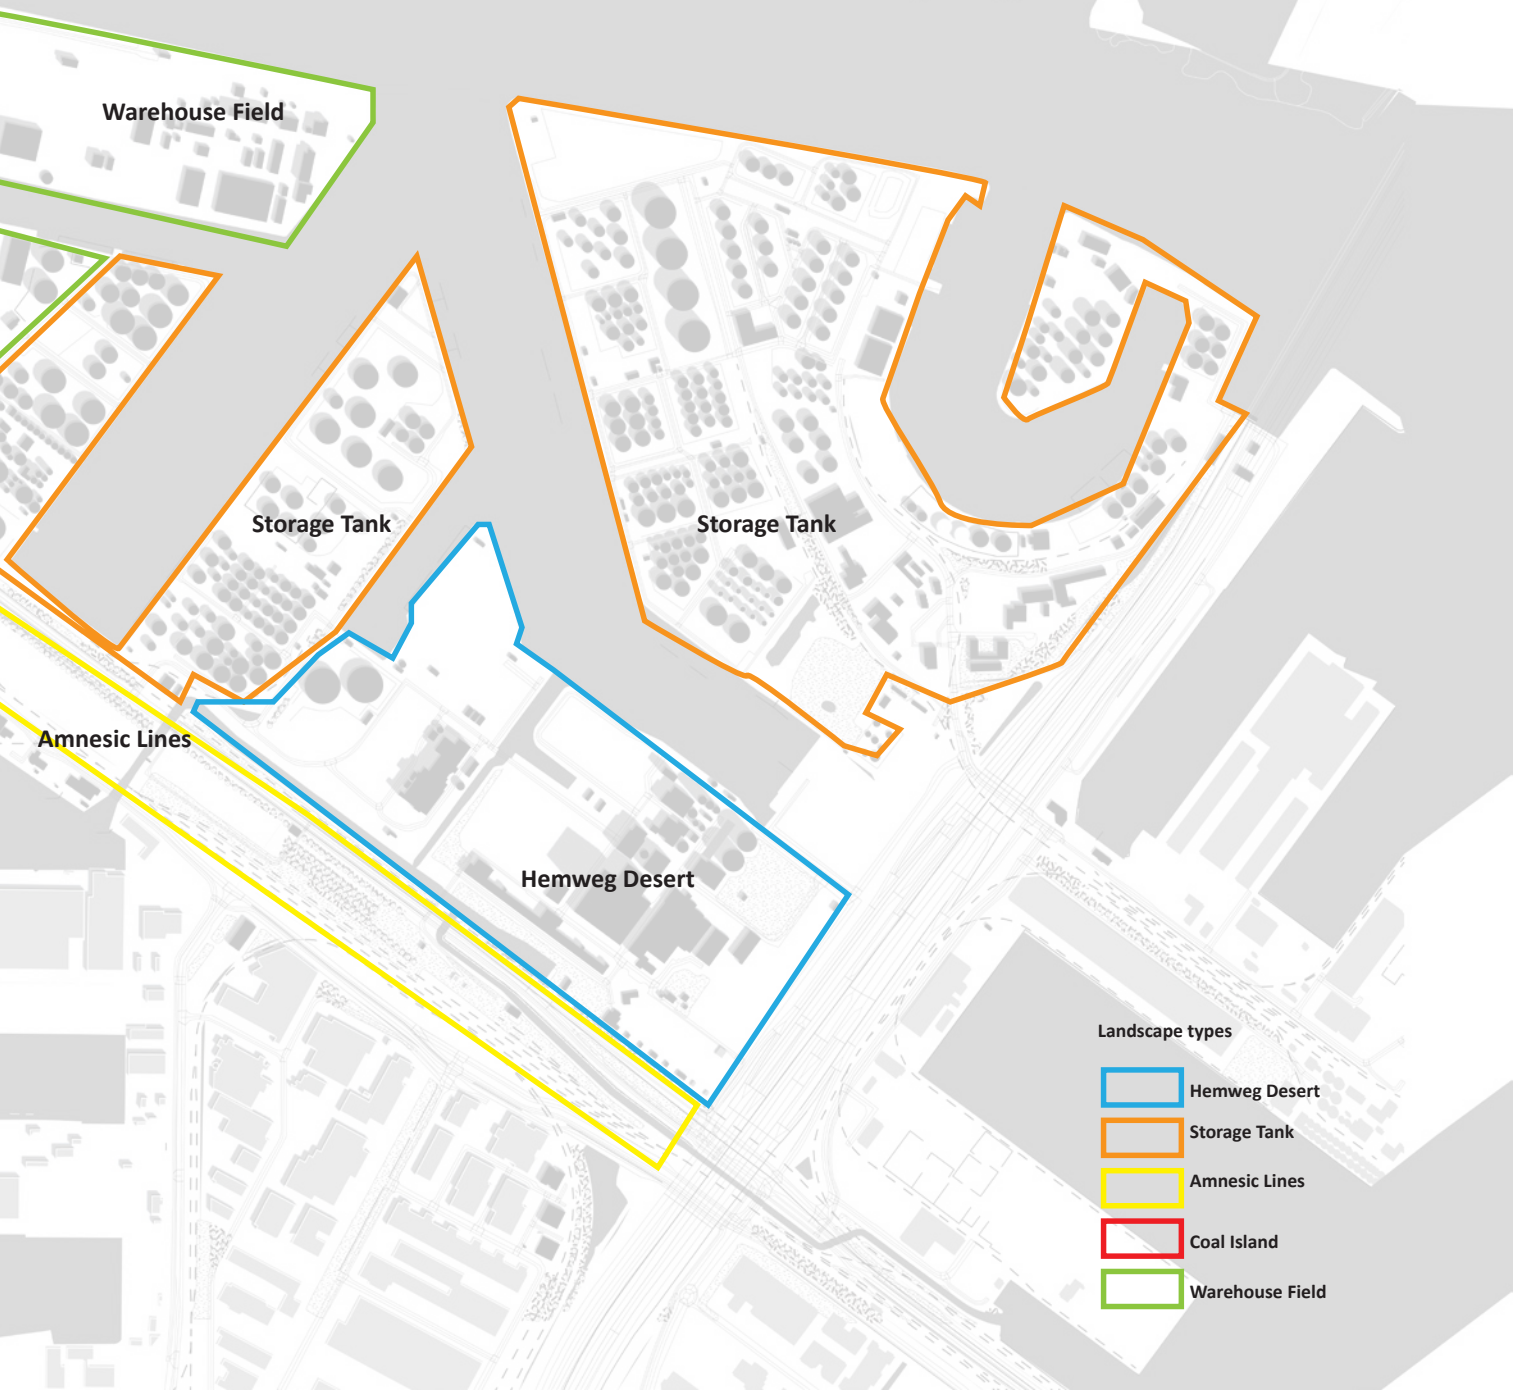 Warehouse Field
Storage Tank
Storage Tank
Amnesic Lines
Hemweg Desert
Landscape types
Hemweg Desert
Storage Tank
Amnesic Lines
Coal Island
Warehouse Field